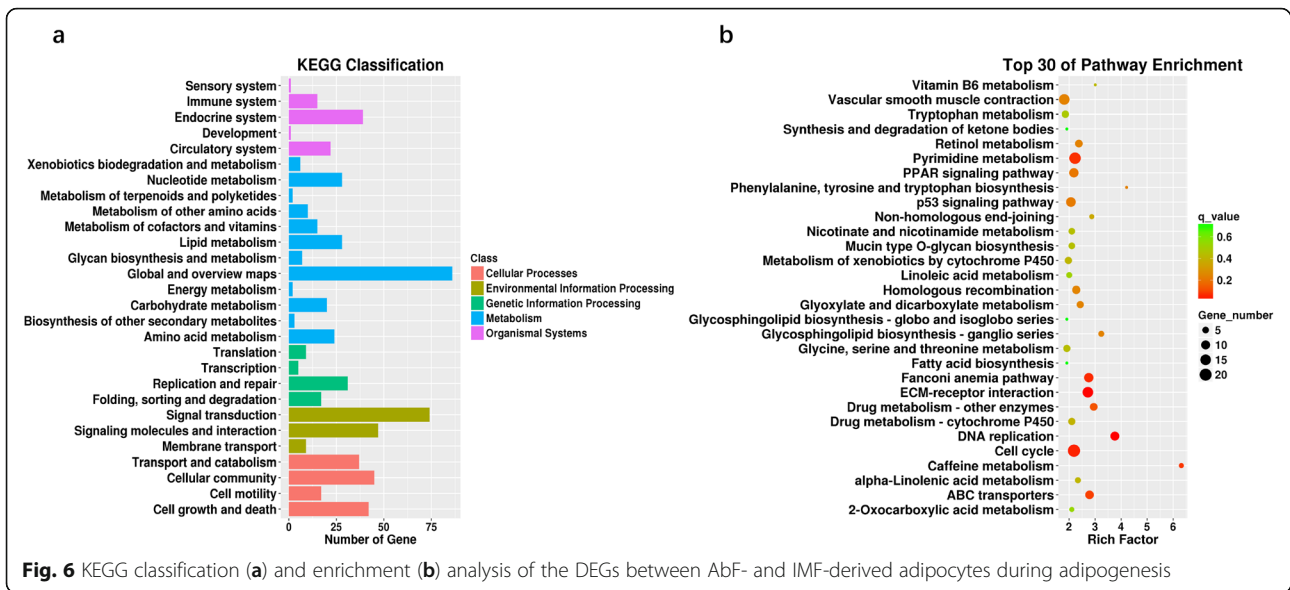 a
KEGG Classification
Sensory system
Immune system
Endocrine system
Development
Circulatory system
Xenobiotics biodegradation and metabolism
Nucleotide metabolism
Metabolism of terpenoids and polyketides
Metabolism of other amino acids
Metabolism of cofactors and vitamins
Lipid metabolism
Glycan biosynthesis and metabolism
Global and overview maps
Energy metabolism
Carbohydrate metabolism
Biosynthesis of other secondary metabolites
Amino acid metabolism
Translation
Transcription
Replication and repair
Folding, sorting and degradation
Signal transduction
Signaling molecules and interaction
Membrane transport
Transport and catabolism
Cellular community
Cell motility
Cell growth and death
0 25 50 75
Number of Gene
Class
Cellular Processes
Environmental Information Processing
Genetic Information Processing
Metabolism
Organismal Systems
b
Top 30 of Pathway Enrichment
Vitamin B6 metabolism
Vascular smooth muscle contraction
Tryptophan metabolism
Synthesis and degradation of ketone bodies
Retinol metabolism
Pyrimidine metabolism
PPAR signaling pathway
Phenylalanine, tyrosine and tryptophan biosynthesis
p53 signaling pathway
Non-homologous end-joining
Nicotinate and nicotinamide metabolism
Mucin type O-glycan biosynthesis
Metabolism of xenobiotics by cytochrome P450
Linoleic acid metabolism
Homologous recombination
Glyoxylate and dicarboxylate metabolism
Glycosphingolipid biosynthesis - globo and isoglobo series
Glycosphingolipid biosynthesis - ganglio series
Glycine, serine and threonine metabolism
Fatty acid biosynthesis
Fanconi anemia pathway
ECM-receptor interaction
Drug metabolism - other enzymes
Drug metabolism - cytochrome P450
DNA replication
Cell cycle
Caffeine metabolism
alpha-Linolenic acid metabolism
ABC transporters
2-Oxocarboxylic acid metabolism
2 3 4 5 6
Rich Factor
q_value
0.6
0.4
0.2
Gene_number
5
10
15
20
Fig. 6 KEGG classification (a) and enrichment (b) analysis of the DEGs between AbF- and IMF-derived adipocytes during adipogenesis